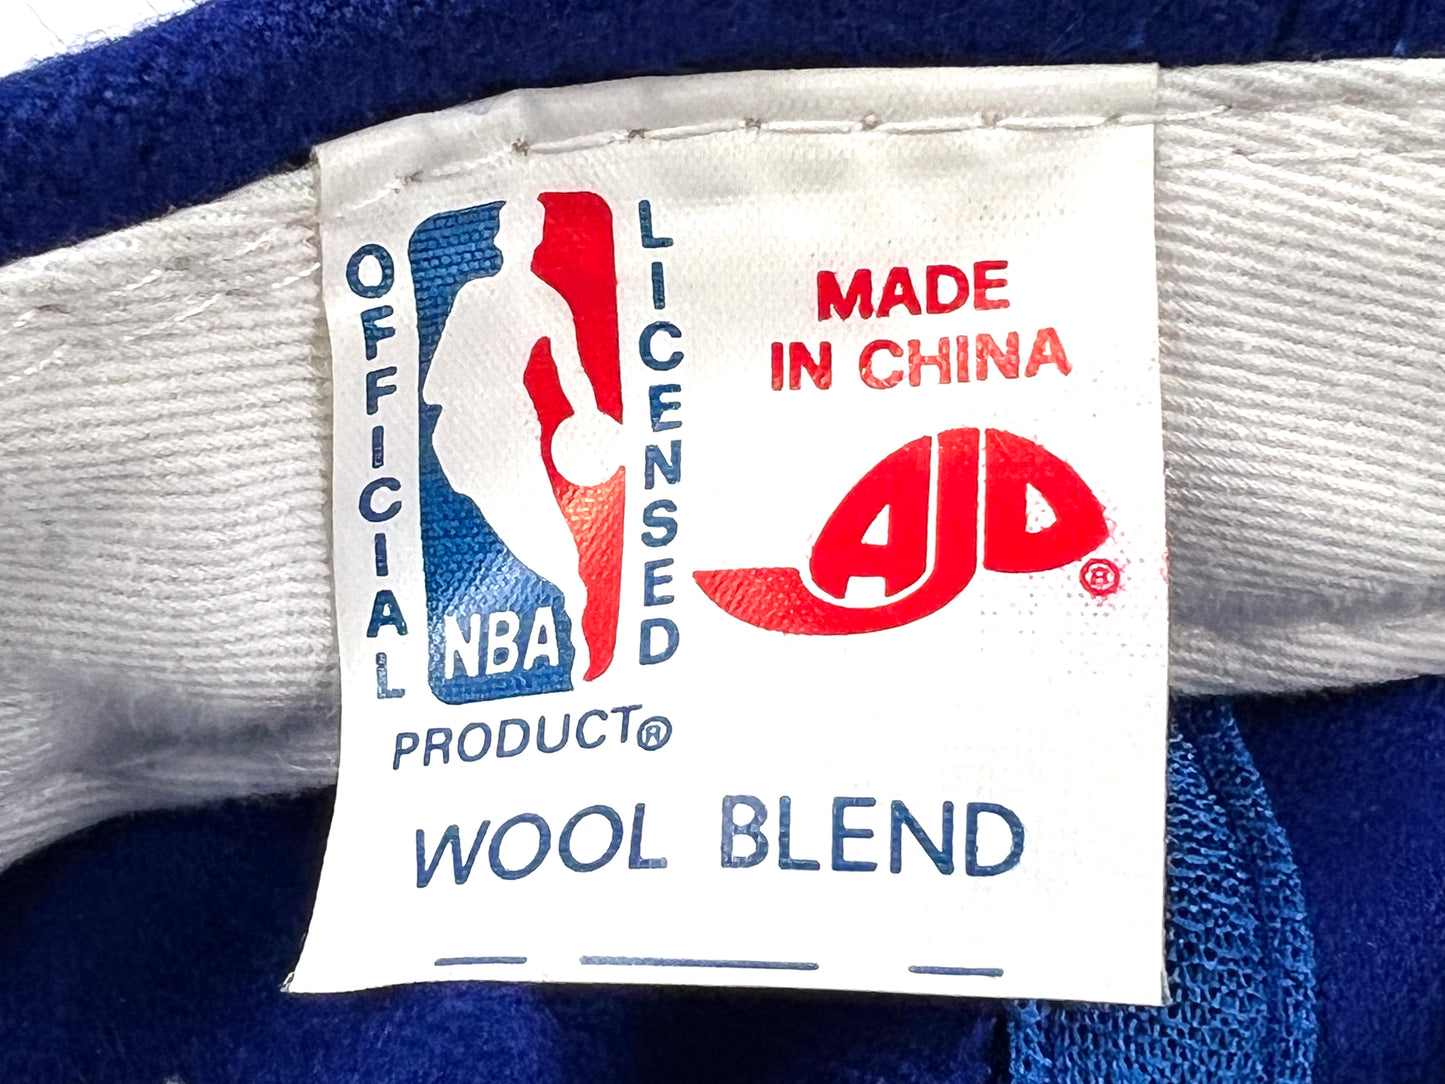 OFFICIAL
LICENSED
NBA
PRODUCT®
MADE
IN CHINA
AJD®
WOOL BLEND